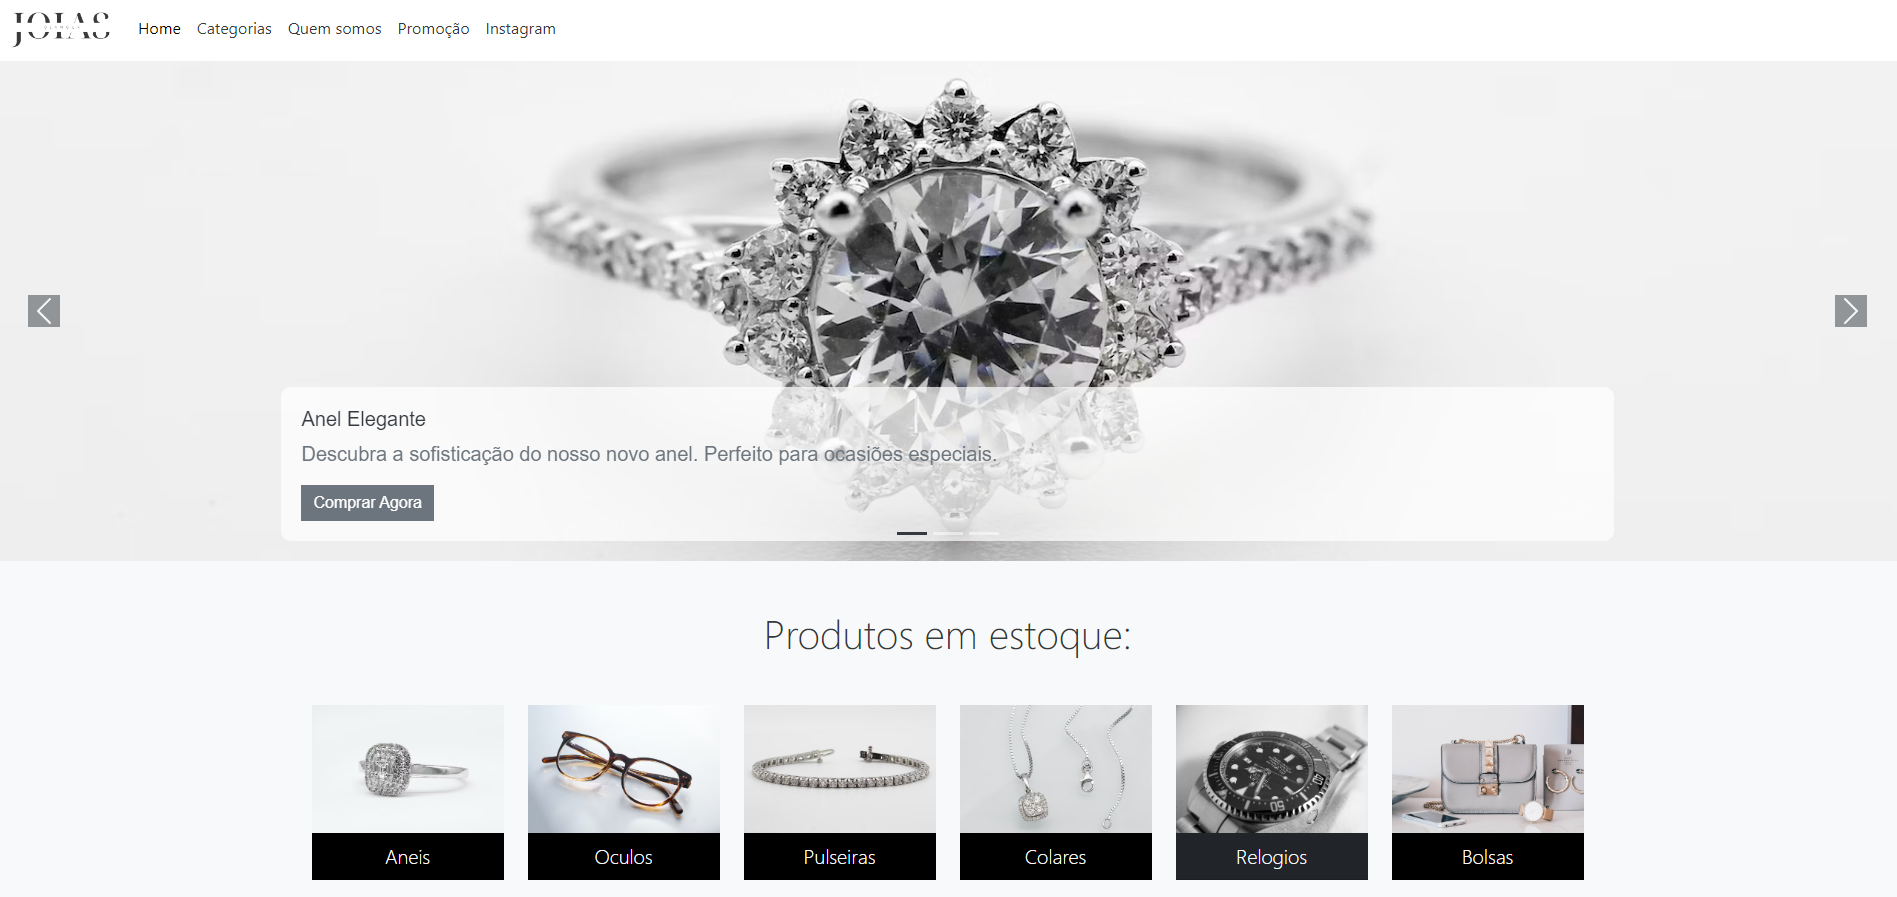 JOIAS
Home Categorias Quem somos Promoção Instagram
Anel Elegante
Descubra a sofisticação do nosso novo anel. Perfeito para ocasiões especiais.
Comprar Agora
Produtos em estoque:
Aneis Oculos Pulseiras Colares Relogios Bolsas